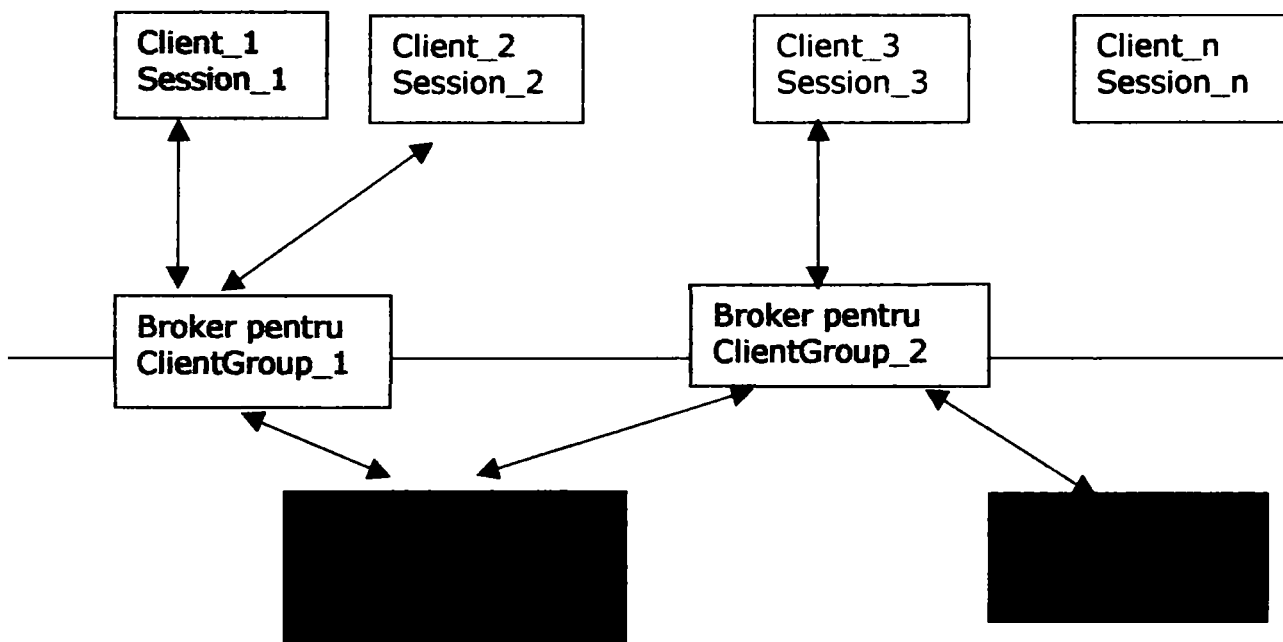 Client_1
Session_1
Client_2
Session_2
Client_3
Session_3
Client_n
Session_n
Broker pentru
ClientGroup_1
Broker pentru
ClientGroup_2